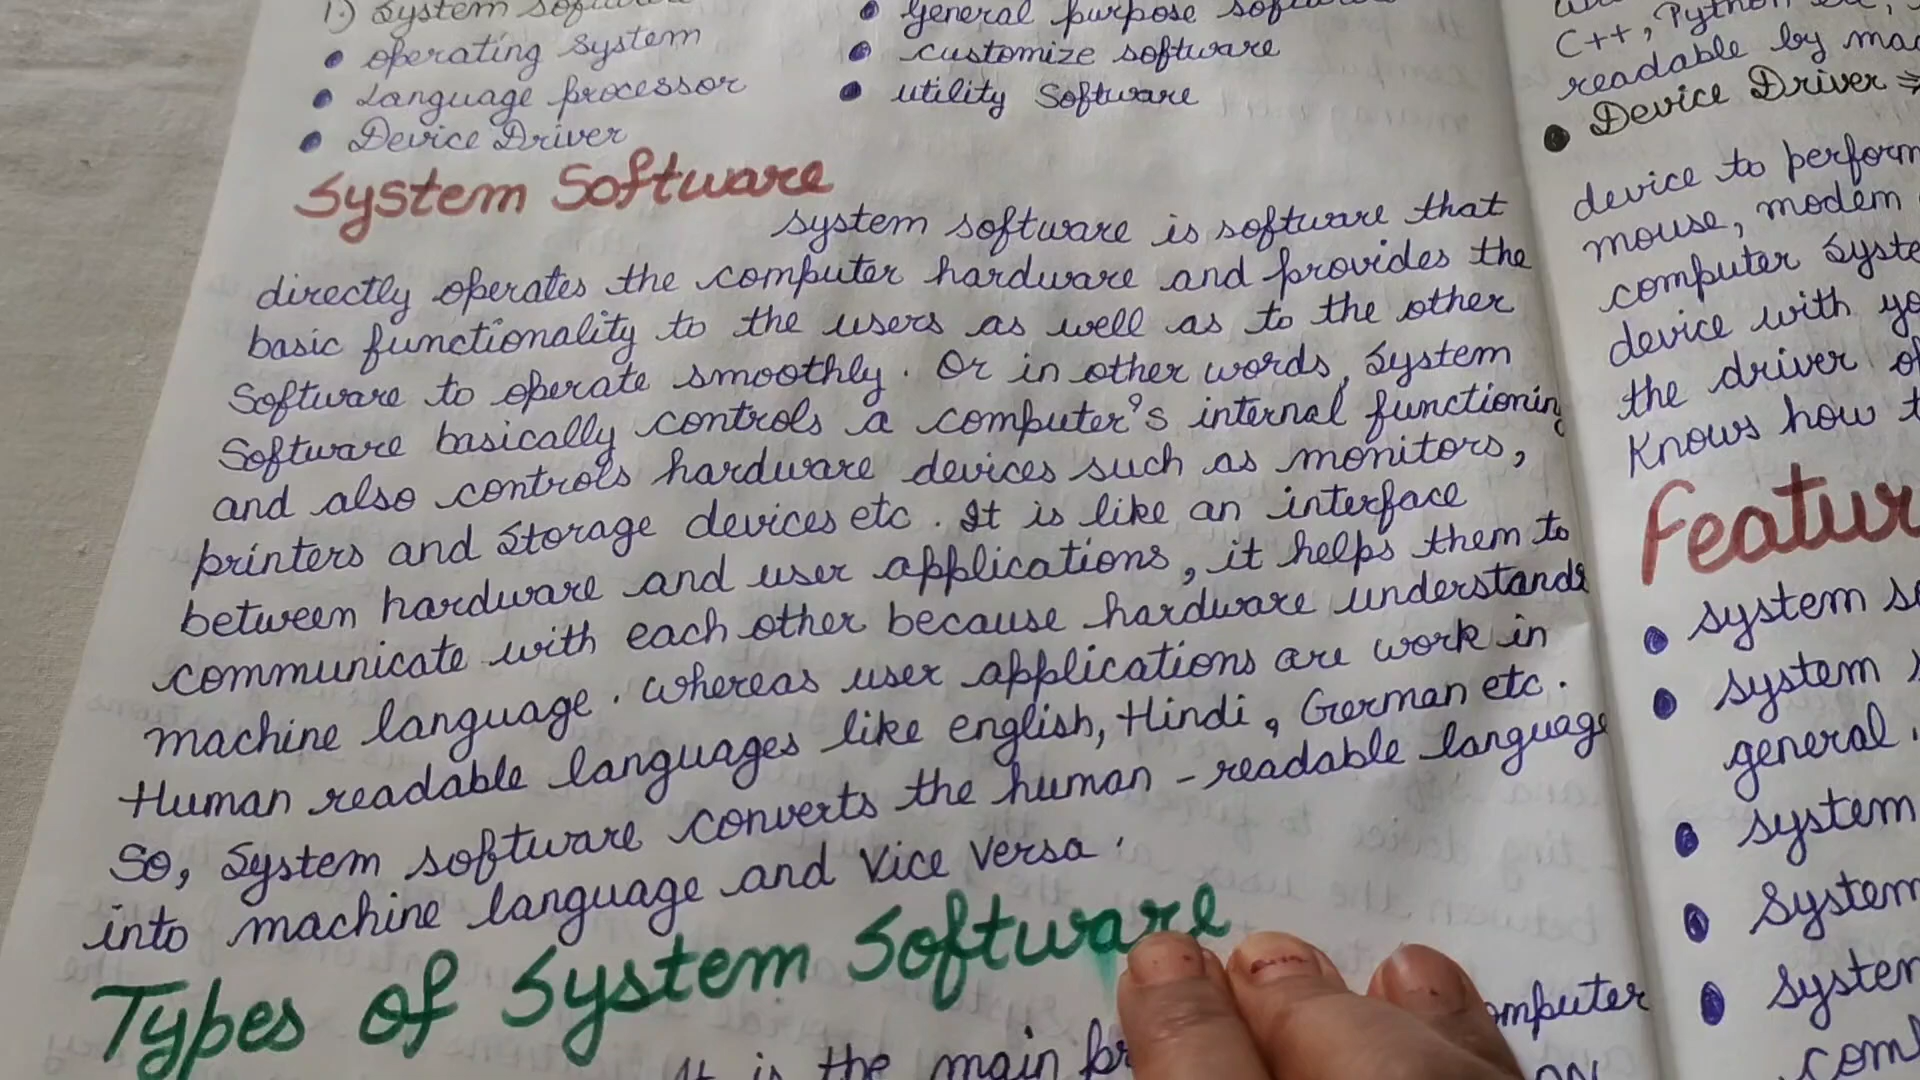 1.) System
• operating system
• Language processor
• Device Driver
• General purpose
• customize software
• utility Software
System Software
system software is software that
directly operates the computer hardware and provides the
basic functionality to the users as well as to the other
Software to operate smoothly. Or in other words, System
Software basically controls a computer's internal functioning
and also controls hardware devices such as monitors,
printers and storage devices etc. It is like an interface
between hardware and user applications, it helps them to
communicate with each other because hardware understands
machine language. Whereas user applications are work in
Human readable languages like english, Hindi, German etc.
So, System software converts the human-readable language
into machine language and Vice Versa.
Types of System Software
It is the main
C++, Python
readable by
• Device Driver ⇒
device to perform
mouse, modem
computer
device with
the driver
Knows how
• system
• system
general
• system
• System
• System